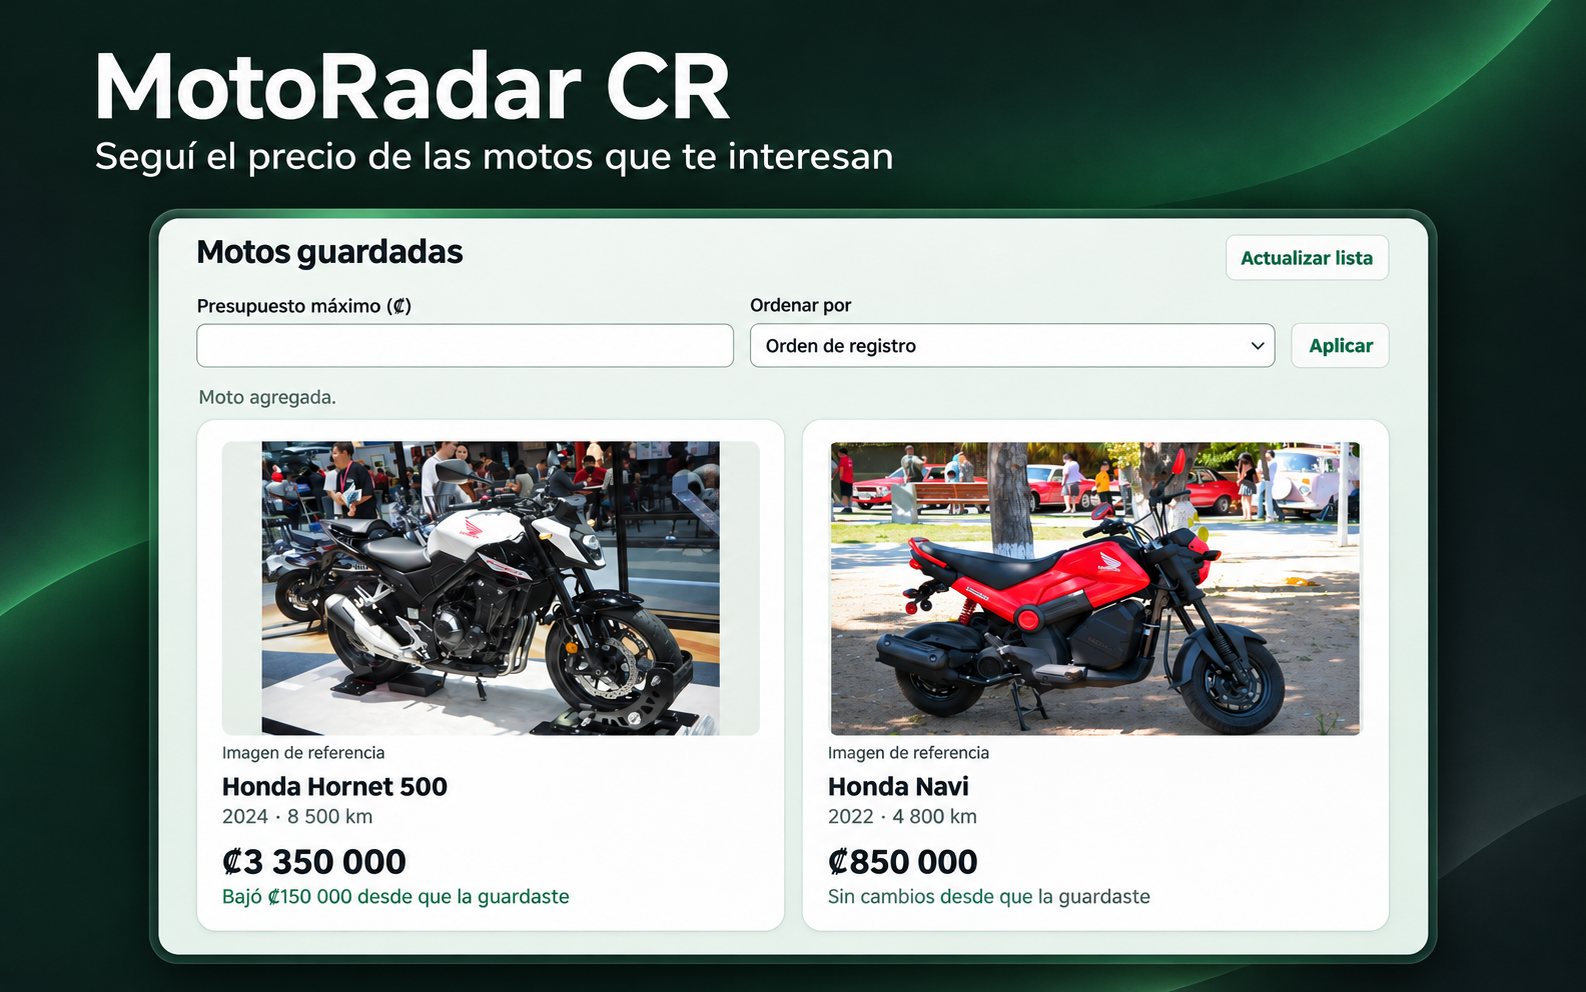 MotoRadar CR
Seguí el precio de las motos que te interesan
Motos guardadas
Actualizar lista
Presupuesto máximo (₡)
Ordenar por
Orden de registro
Aplicar
Moto agregada.
Imagen de referencia
Honda Hornet 500
2024 · 8 500 km
₡3 350 000
Bajó ₡150 000 desde que la guardaste
Imagen de referencia
Honda Navi
2022 · 4 800 km
₡850 000
Sin cambios desde que la guardaste